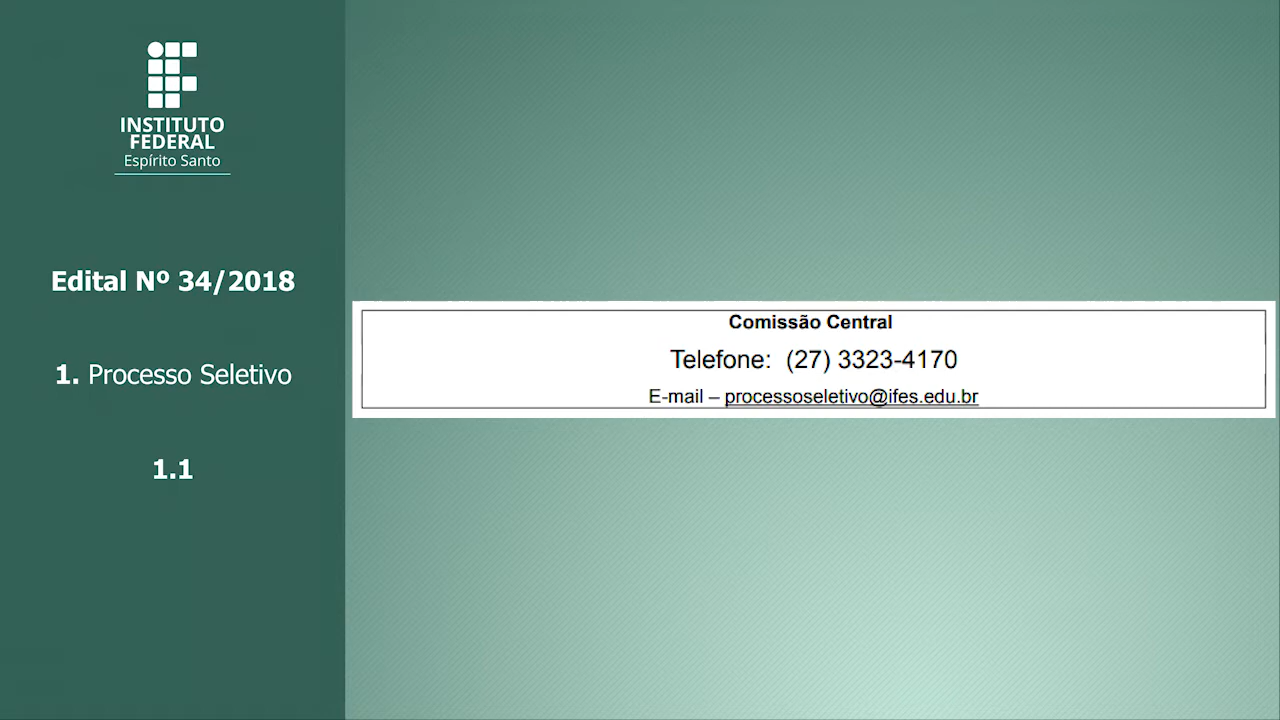 INSTITUTO
FEDERAL
Espírito Santo
Edital Nº 34/2018
1. Processo Seletivo
1.1
Comissão Central
Telefone: (27) 3323-4170
E-mail – processoseletivo@ifes.edu.br